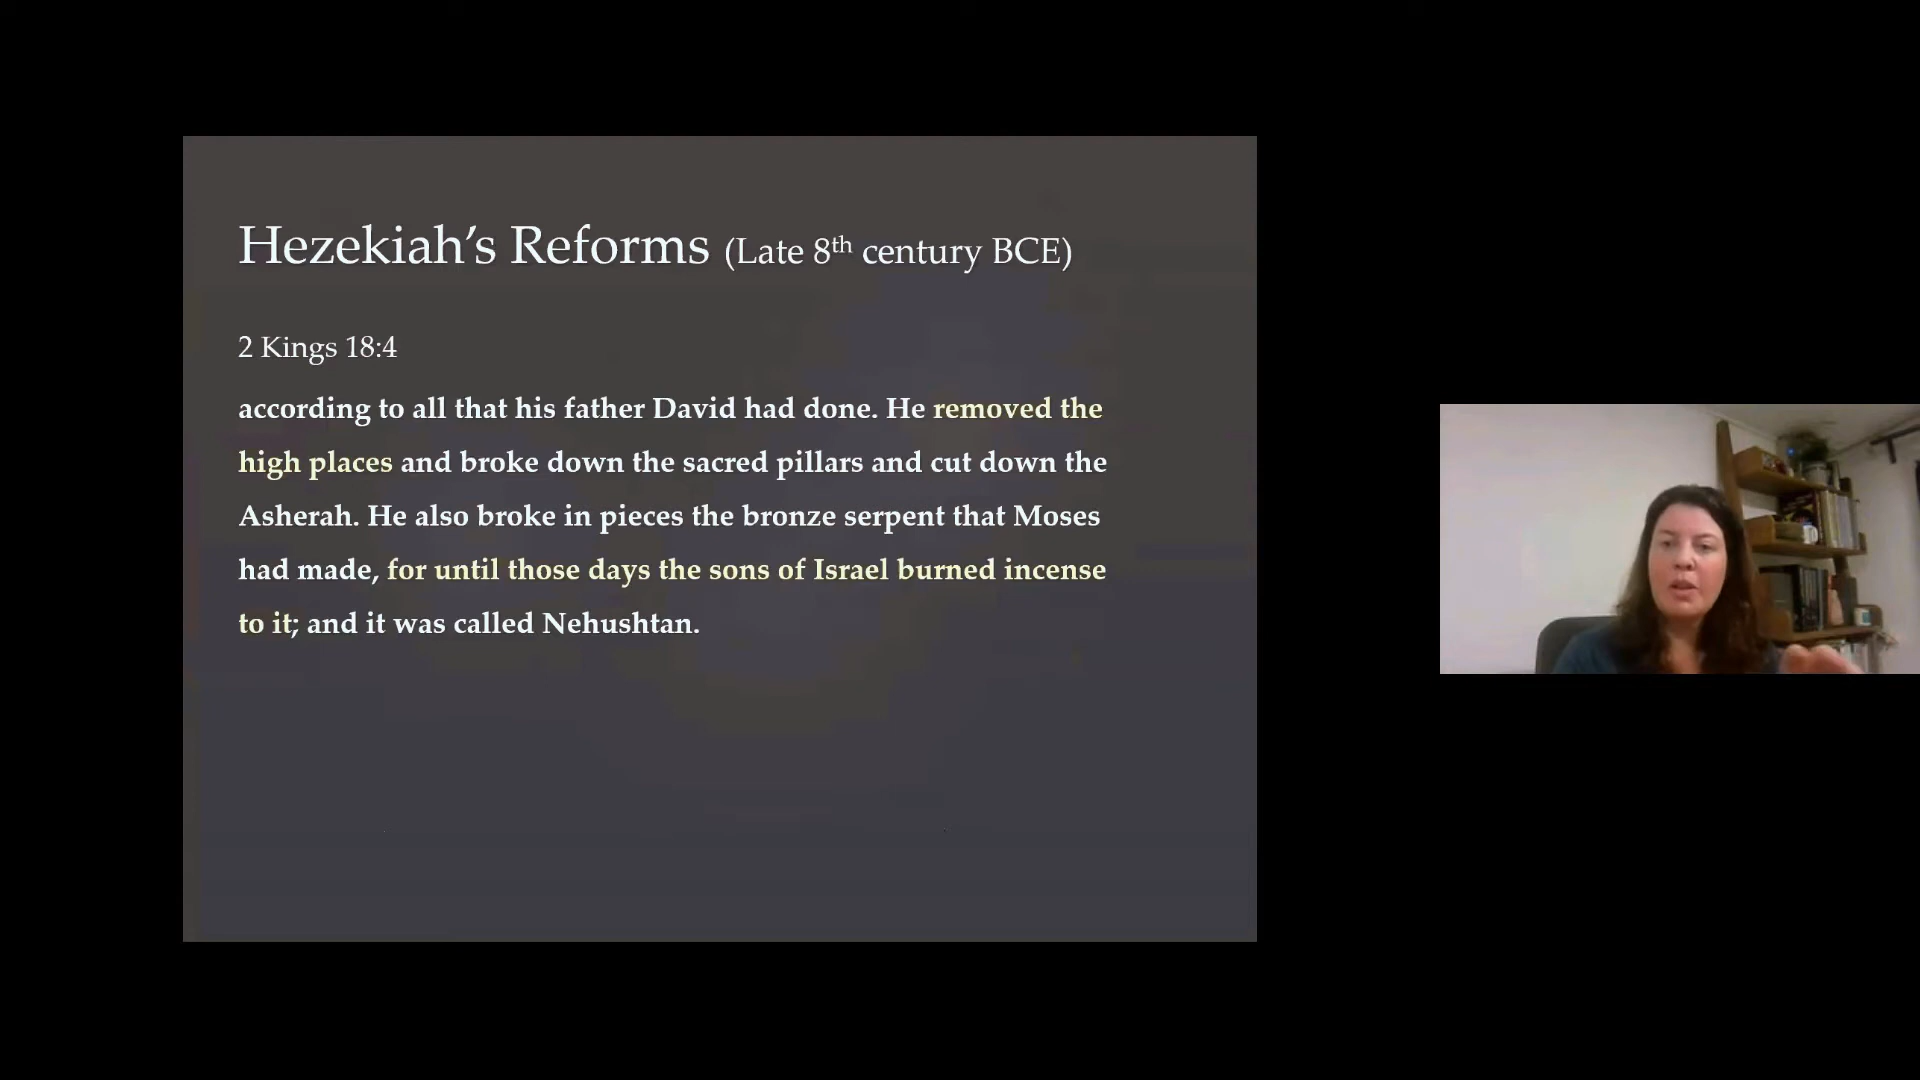 Hezekiah’s Reforms (Late 8th century BCE)
2 Kings 18:4
according to all that his father David had done. He removed the
high places and broke down the sacred pillars and cut down the
Asherah. He also broke in pieces the bronze serpent that Moses
had made, for until those days the sons of Israel burned incense
to it; and it was called Nehushtan.